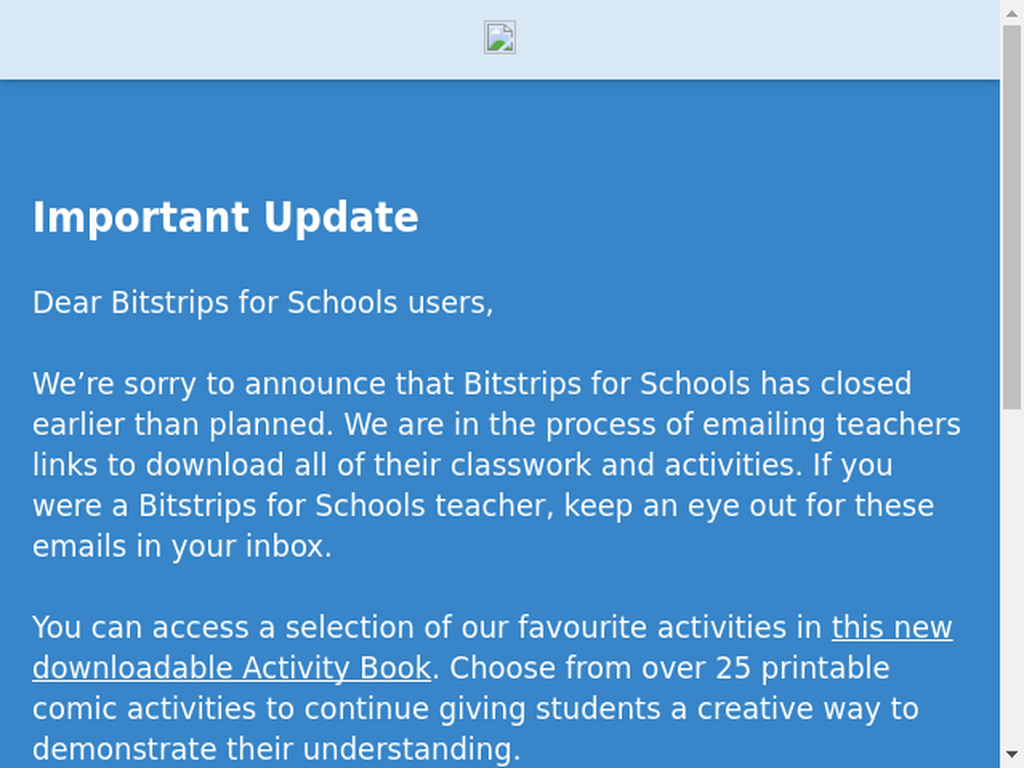 Important Update
Dear Bitstrips for Schools users,
We’re sorry to announce that Bitstrips for Schools has closed
earlier than planned. We are in the process of emailing teachers
links to download all of their classwork and activities. If you
were a Bitstrips for Schools teacher, keep an eye out for these
emails in your inbox.
You can access a selection of our favourite activities in this new
downloadable Activity Book. Choose from over 25 printable
comic activities to continue giving students a creative way to
demonstrate their understanding.